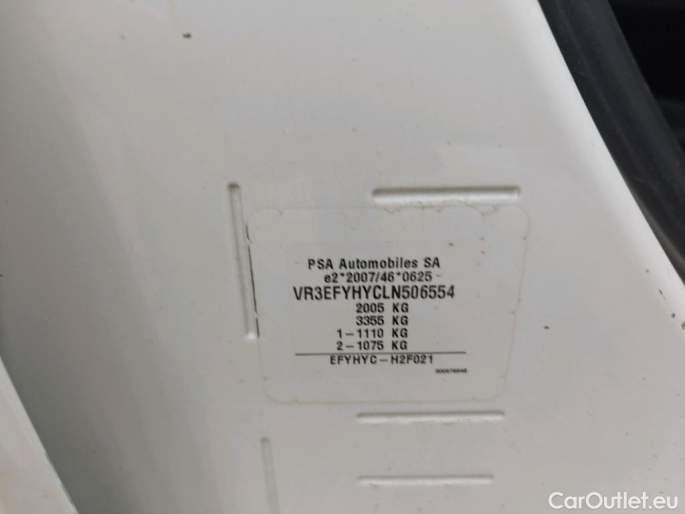 PSA Automobiles SA
e2*2007/46*0625
VR3EFYHYCLN506554
2005 KG
3355 KG
1-1110 KG
2-1075 KG
EFYHYC-H2F021
CarOutlet.eu